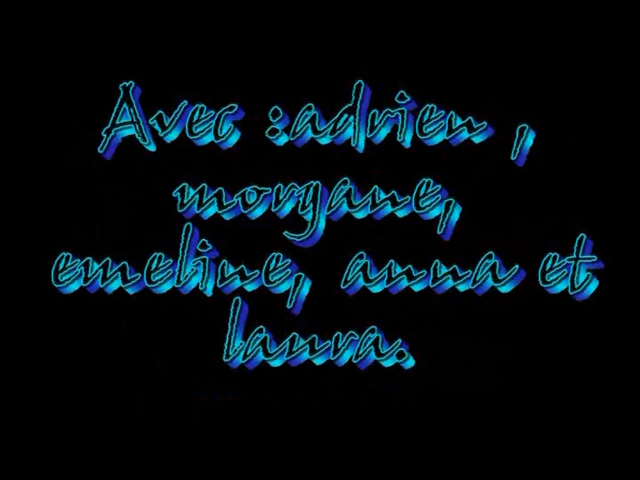 Avec :adrien ,
morgane,
emeline, anna et
laura.